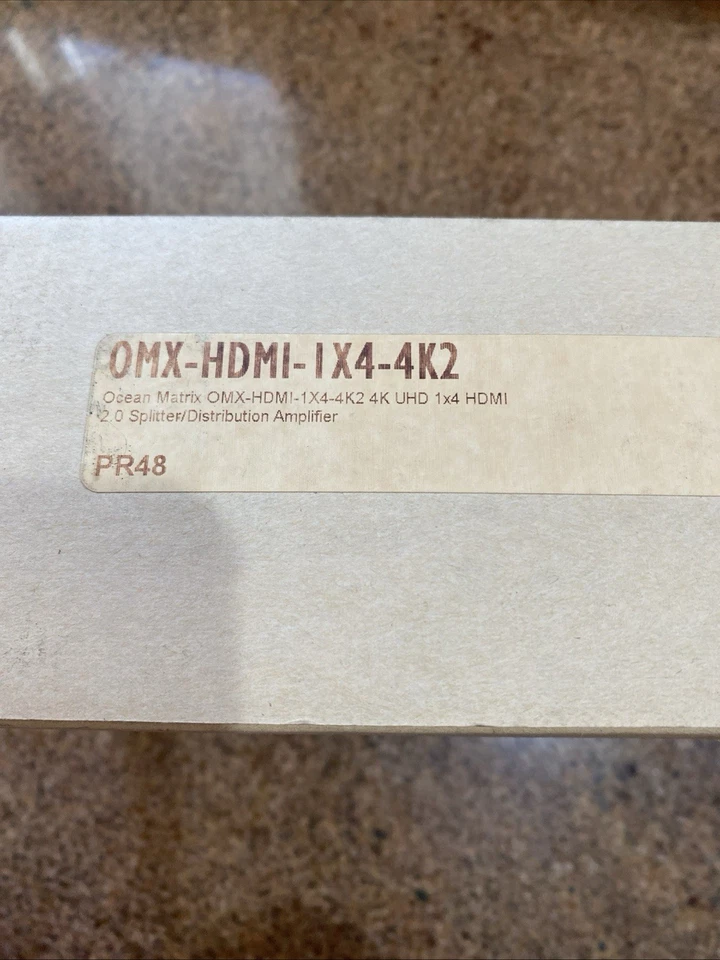 OMX-HDMI-1X4-4K2
Ocean Matrix OMX-HDMI-1X4-4K2 4K UHD 1x4 HDMI
2.0 Splitter/Distribution Amplifier
PR48